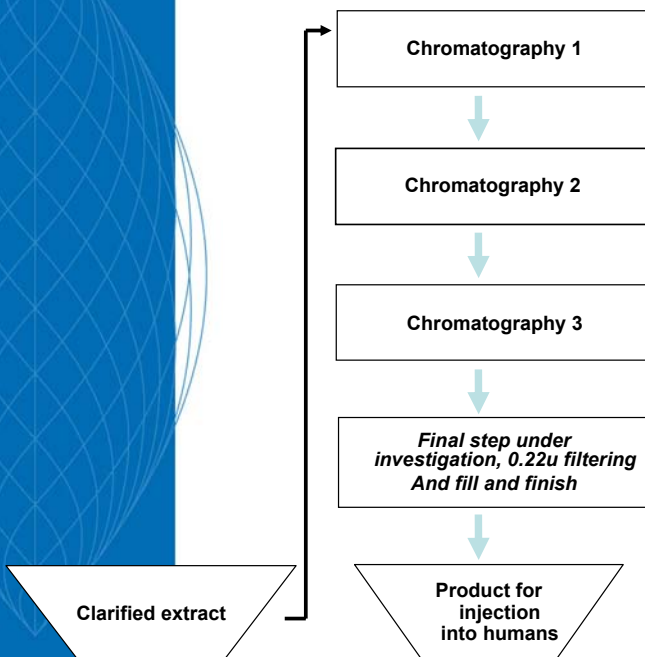 Chromatography 1
Chromatography 2
Chromatography 3
Final step under
investigation, 0.22u filtering
And fill and finish
Clarified extract
Product for
injection
into humans